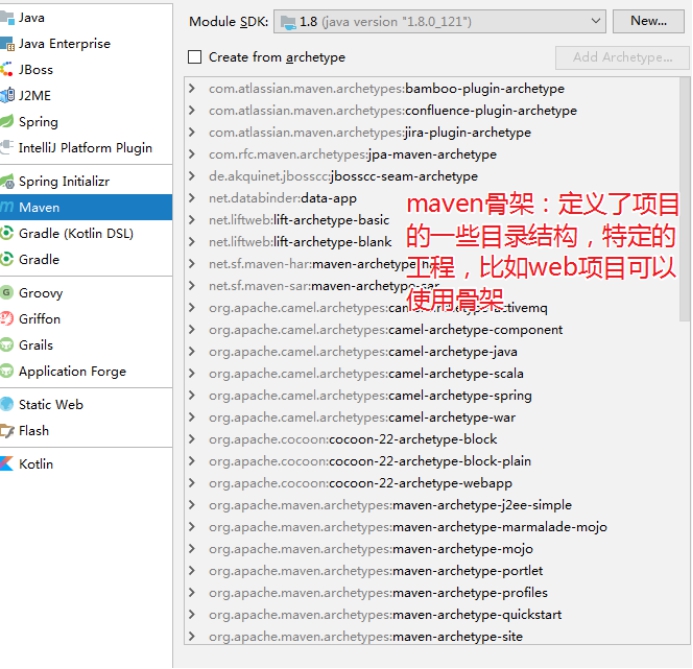 Java
Java Enterprise
JBoss
J2ME
Spring
IntelliJ Platform Plugin
Spring Initializr
Maven
Gradle (Kotlin DSL)
Gradle
Groovy
Griffon
Grails
Application Forge
Static Web
Flash
Kotlin
Module SDK: 1.8 (java version "1.8.0_121") New...
Create from archetype Add Archetype...
com.atlassian.maven.archetypes:bamboo-plugin-archetype
com.atlassian.maven.archetypes:confluence-plugin-archetype
com.atlassian.maven.archetypes:jira-plugin-archetype
com.rfc.maven.archetypes:jpa-maven-archetype
de.akquinet.jbosscc:jbosscc-seam-archetype
net.databinder:data-app
net.liftweb:lift-archetype-basic
net.liftweb:lift-archetype-blank
net.sf.maven-har:maven-archetype-har
net.sf.maven-sar:maven-archetype-sar
org.apache.camel.archetypes:camel-archetype-activemq
org.apache.camel.archetypes:camel-archetype-component
org.apache.camel.archetypes:camel-archetype-java
org.apache.camel.archetypes:camel-archetype-scala
org.apache.camel.archetypes:camel-archetype-spring
org.apache.camel.archetypes:camel-archetype-war
org.apache.cocoon:cocoon-22-archetype-block
org.apache.cocoon:cocoon-22-archetype-block-plain
org.apache.cocoon:cocoon-22-archetype-webapp
org.apache.maven.archetypes:maven-archetype-j2ee-simple
org.apache.maven.archetypes:maven-archetype-marmalade-mojo
org.apache.maven.archetypes:maven-archetype-mojo
org.apache.maven.archetypes:maven-archetype-portlet
org.apache.maven.archetypes:maven-archetype-profiles
org.apache.maven.archetypes:maven-archetype-quickstart
org.apache.maven.archetypes:maven-archetype-site
maven骨架：定义了项目
的一些目录结构，特定的
工程，比如web项目可以
使用骨架